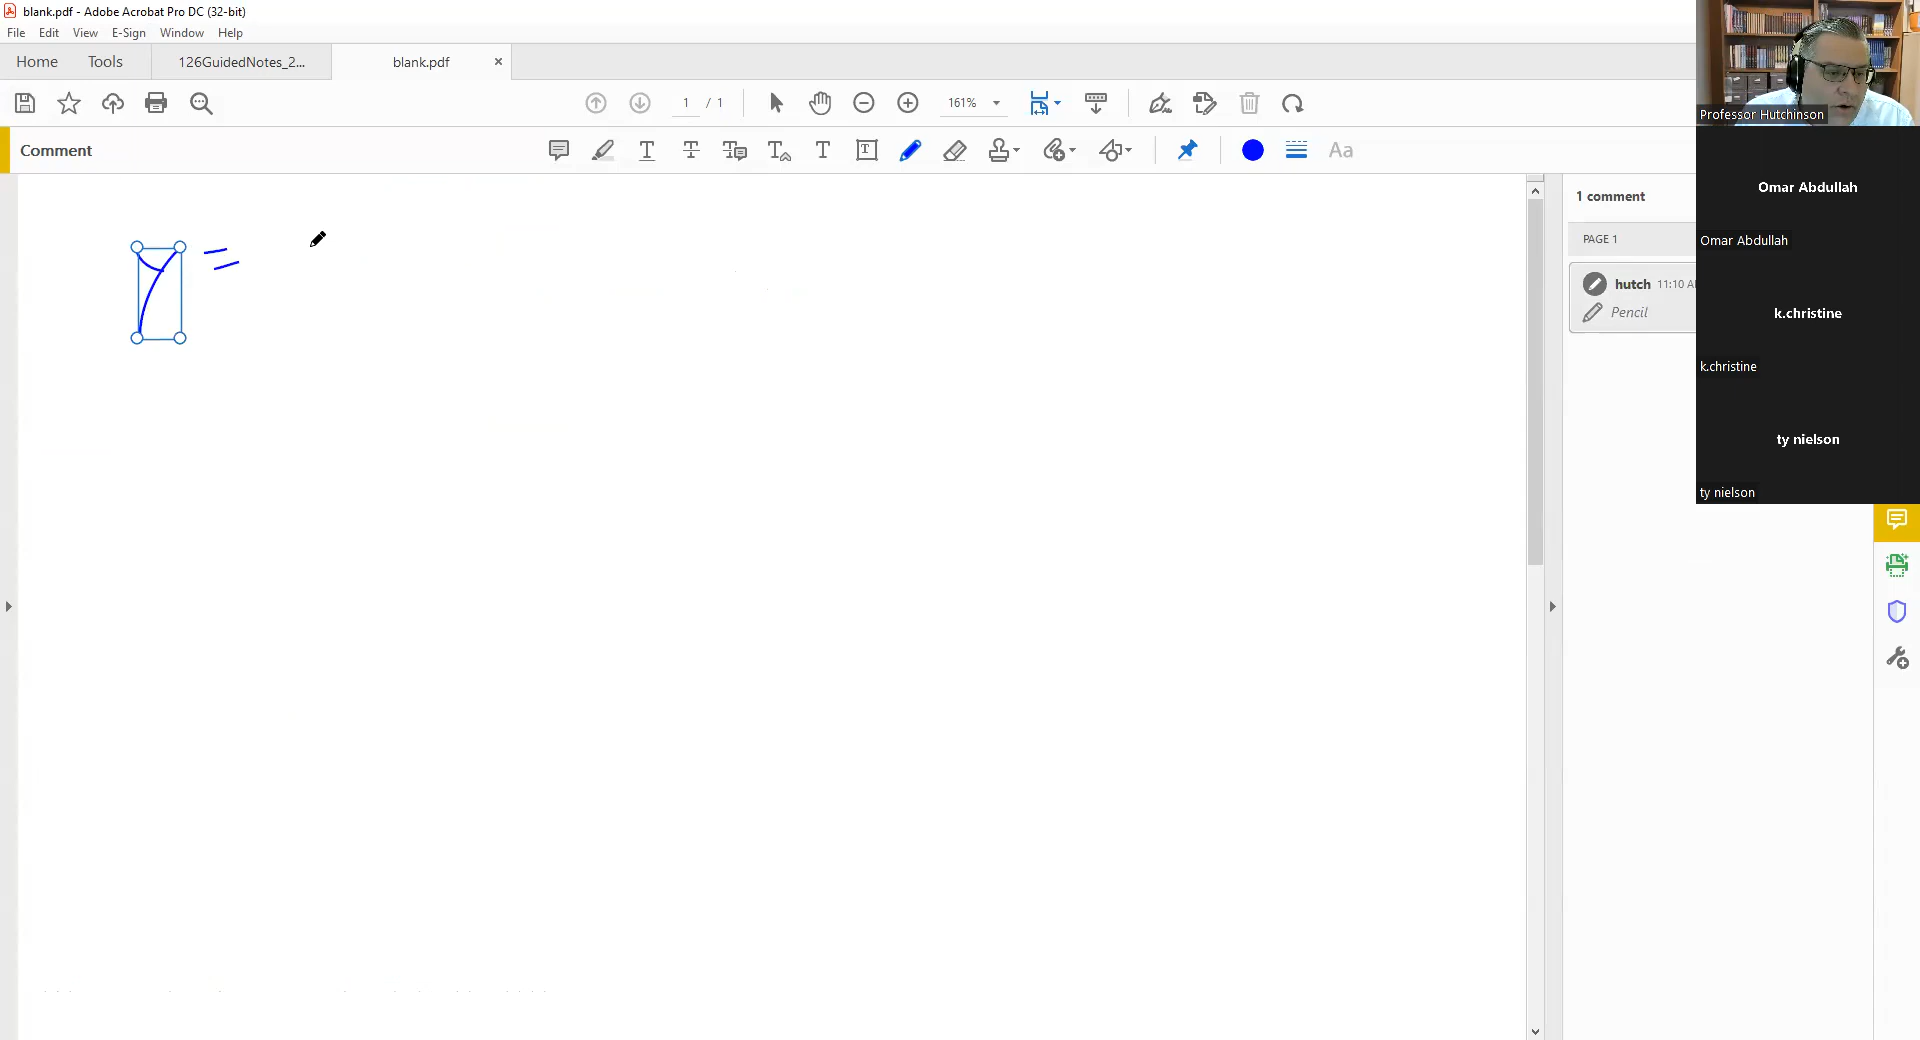 blank.pdf - Adobe Acrobat Pro DC (32-bit)
File Edit View E-Sign Window Help
Home Tools 126GuidedNotes_2... blank.pdf ×
1 / 1 161%
Comment T T T T T T Aa
y =
1 comment
PAGE 1
hutch 11:10 A
Pencil
Professor Hutchinson
Omar Abdullah
Omar Abdullah
k.christine
k.christine
ty nielson
ty nielson